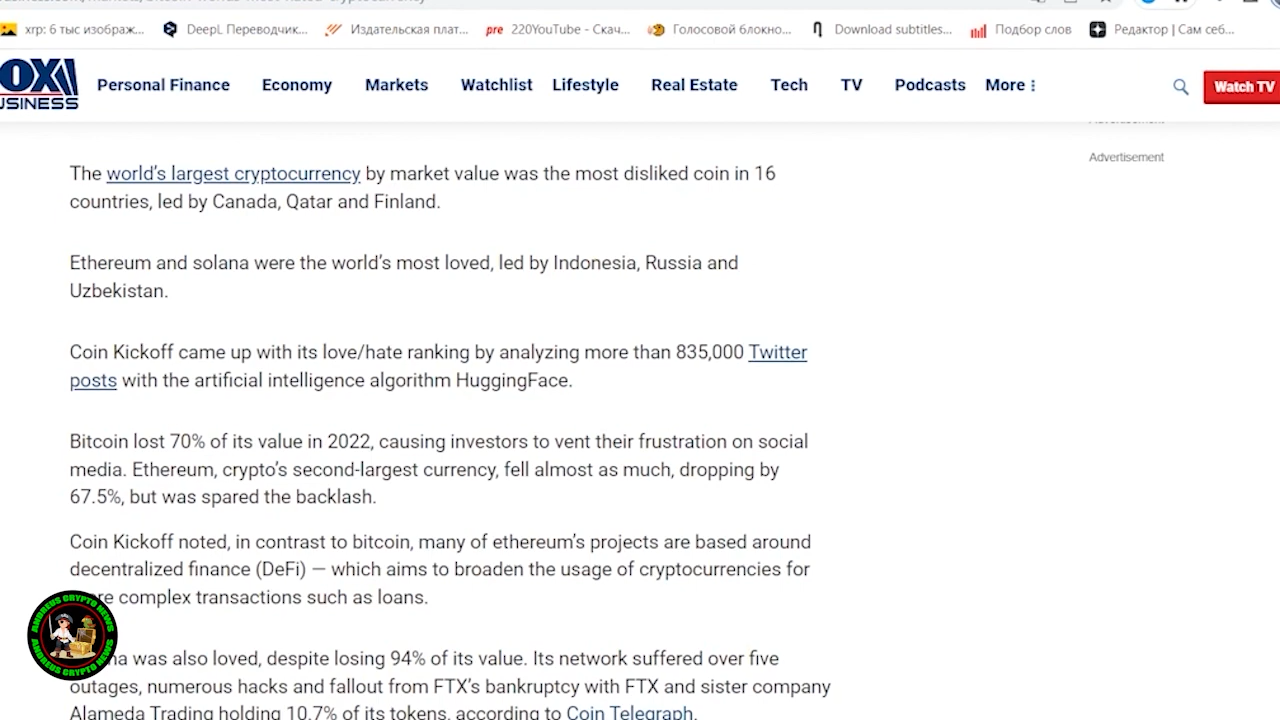 xrp: 6 тыс изображ... DeepL Переводчик... Издательская плат... pre 220YouTube - Скач... Голосовой блокно... Download subtitles... Подбор слов Редактор | Сам себ...
OX
USINESS
Personal Finance Economy Markets Watchlist Lifestyle Real Estate Tech TV Podcasts More Watch TV
Advertisement
The world's largest cryptocurrency by market value was the most disliked coin in 16
countries, led by Canada, Qatar and Finland.
Ethereum and solana were the world's most loved, led by Indonesia, Russia and
Uzbekistan.
Coin Kickoff came up with its love/hate ranking by analyzing more than 835,000 Twitter
posts with the artificial intelligence algorithm HuggingFace.
Bitcoin lost 70% of its value in 2022, causing investors to vent their frustration on social
media. Ethereum, crypto's second-largest currency, fell almost as much, dropping by
67.5%, but was spared the backlash.
Coin Kickoff noted, in contrast to bitcoin, many of ethereum's projects are based around
decentralized finance (DeFi) — which aims to broaden the usage of cryptocurrencies for
complex transactions such as loans.
was also loved, despite losing 94% of its value. Its network suffered over five
outages, numerous hacks and fallout from FTX's bankruptcy with FTX and sister company
Alameda Trading holding 10.7% of its tokens, according to Coin Telegraph.
ANDREUS CRYPTO NEWS
ANDREUS CRYPTO NEWS